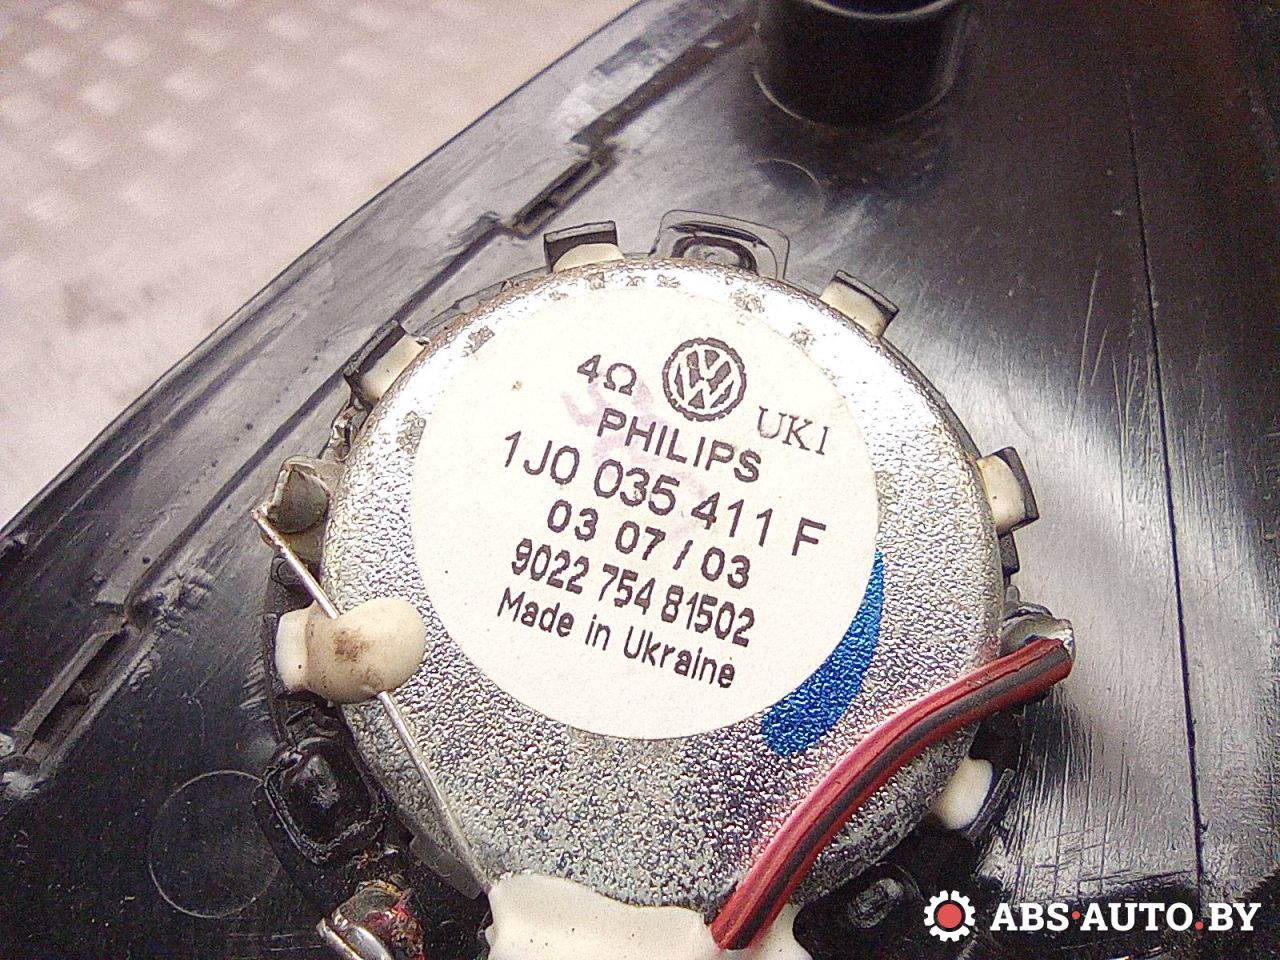 4Ω
UK1
PHILIPS
1J0 035 411 F
03 07/03
9022 754 81502
Made in Ukraine
ABS·AUTO.BY